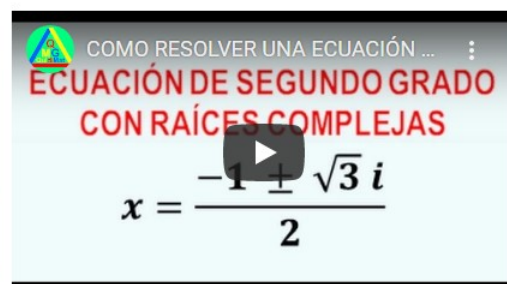 COMO RESOLVER UNA ECUACIÓN ...
ECUACIÓN DE SEGUNDO GRADO
CON RAÍCES COMPLEJAS
x = (-1 ± √3 i) / 2